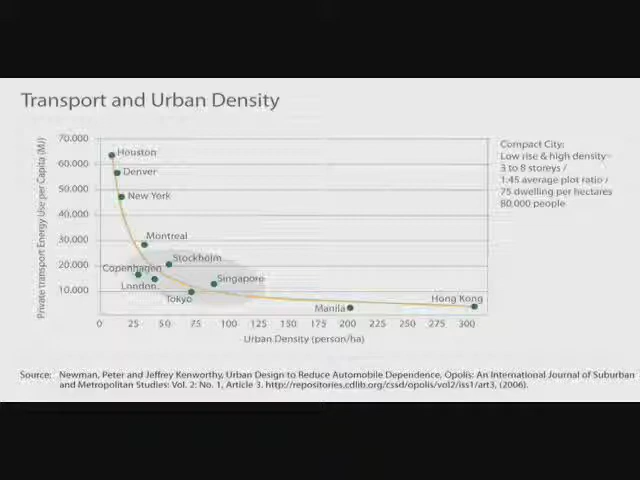 Transport and Urban Density
Private transport Energy Use per Capita (MJ)
70.000
60.000
50.000
40.000
30.000
20.000
10.000
Houston
Denver
New York
Montreal
Stockholm
Copenhagen
Singapore
London
Tokyo
Manila
Hong Kong
0 25 50 75 100 125 150 175 200 225 250 275 300
Urban Density (person/ha)
Compact City:
Low rise & high density -
3 to 8 storeys /
1:45 average plot ratio /
75 dwelling per hectares
80,000 people
Source: Newman, Peter and Jeffrey Kenworthy, Urban Design to Reduce Automobile Dependence, Opolis: An International Journal of Suburban
and Metropolitan Studies: Vol. 2: No. 1, Article 3. http://repositories.cdlib.org/cssd/opolis/vol2/iss1/art3, (2006).